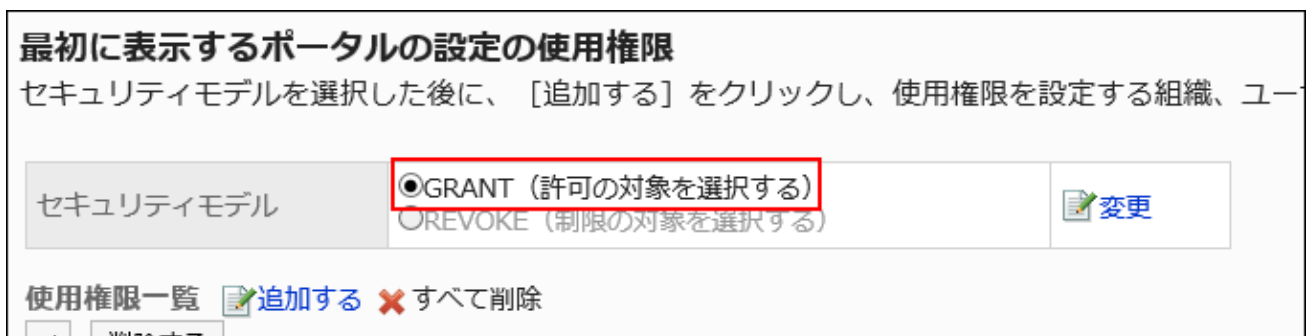 最初に表示するポータルの設定の使用権限
セキュリティモデルを選択した後に、［追加する］をクリックし、使用権限を設定する組織、ユー
セキュリティモデル
GRANT（許可の対象を選択する）
REVOKE（制限の対象を選択する）
変更
使用権限一覧 追加する すべて削除
削除する